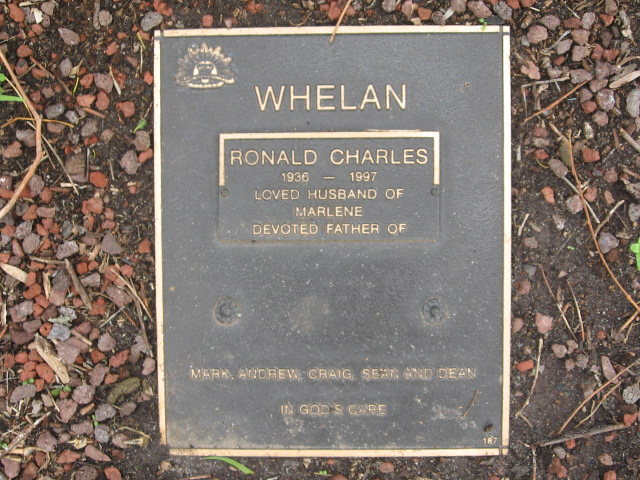 WHELAN
RONALD CHARLES
1936 — 1997
LOVED HUSBAND OF
MARLENE
DEVOTED FATHER OF
MARK, ANDREW, CRAIG, SEAN AND DEAN
IN GOD'S CARE
187